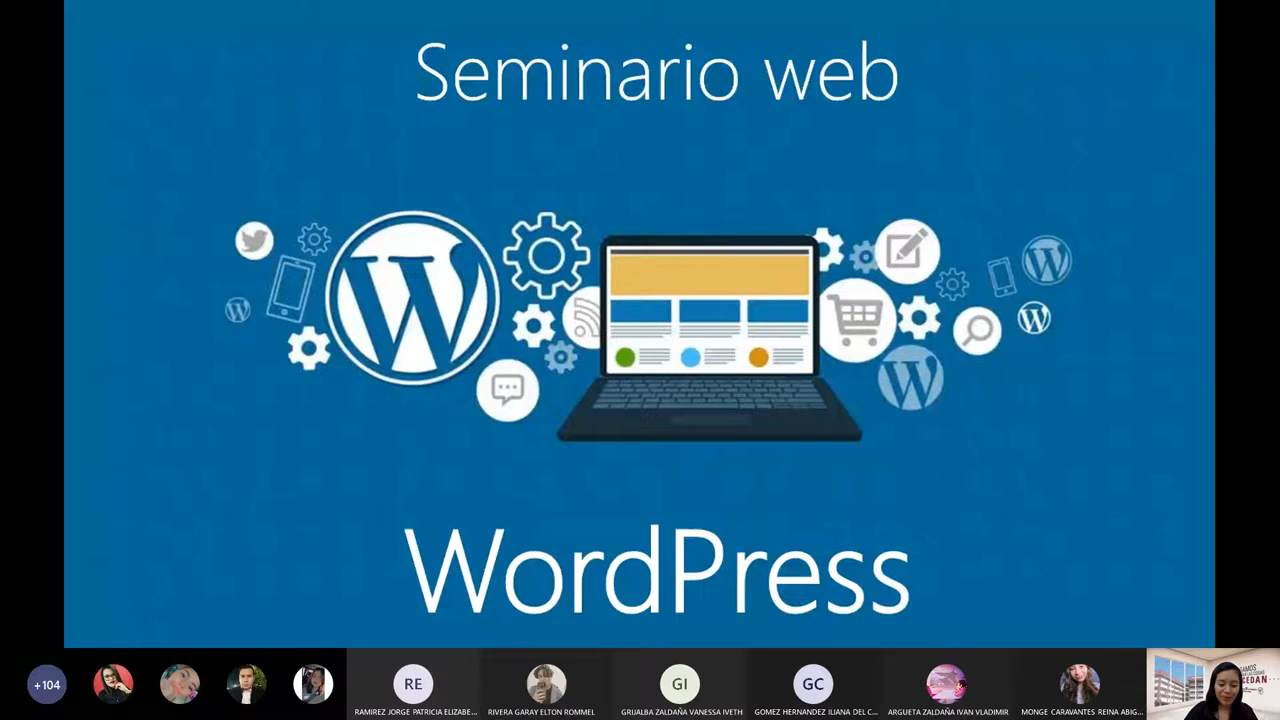 Seminario web
WordPress
+104
RE
GI
GC
RAMIREZ JORGE PATRICIA ELIZABE...
RIVERA GARAY ELTON ROMMEL
GRIJALBA ZALDAÑA VANESSA IVETH
GOMEZ HERNANDEZ ILIANA DEL C...
ARGUETA ZALDAÑA IVAN VLADIMIR
MONGE CARAVANTES REINA ABIG...